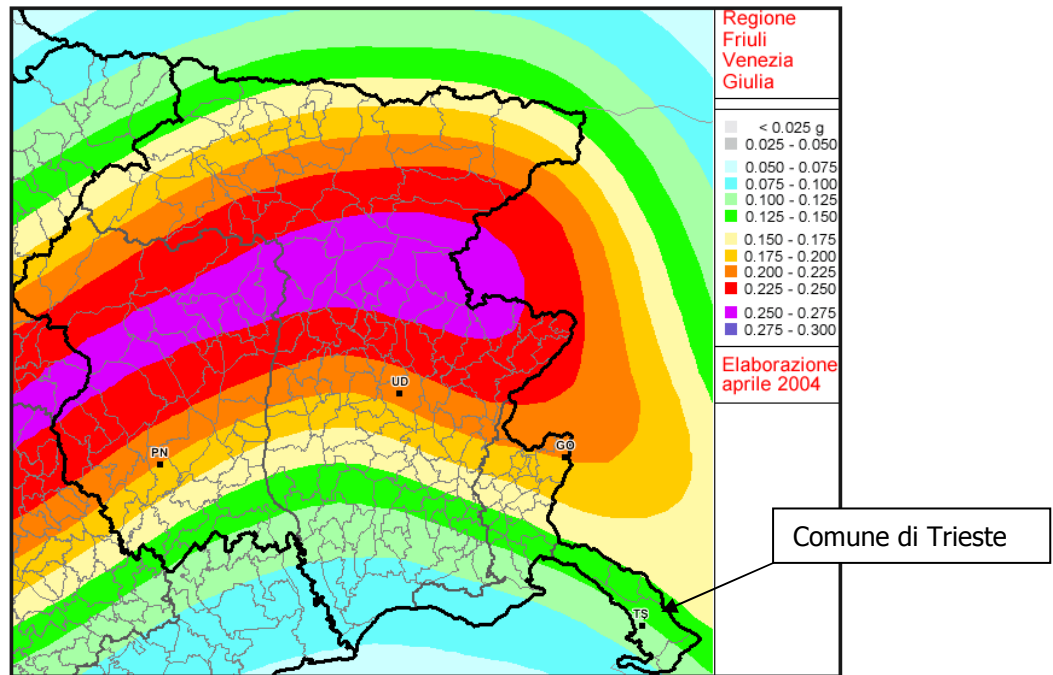 Regione
Friuli
Venezia
Giulia
< 0.025 g
0.025 - 0.050
0.050 - 0.075
0.075 - 0.100
0.100 - 0.125
0.125 - 0.150
0.150 - 0.175
0.175 - 0.200
0.200 - 0.225
0.225 - 0.250
0.250 - 0.275
0.275 - 0.300
Elaborazione
aprile 2004
UD
PN
GO
Comune di Trieste
TS